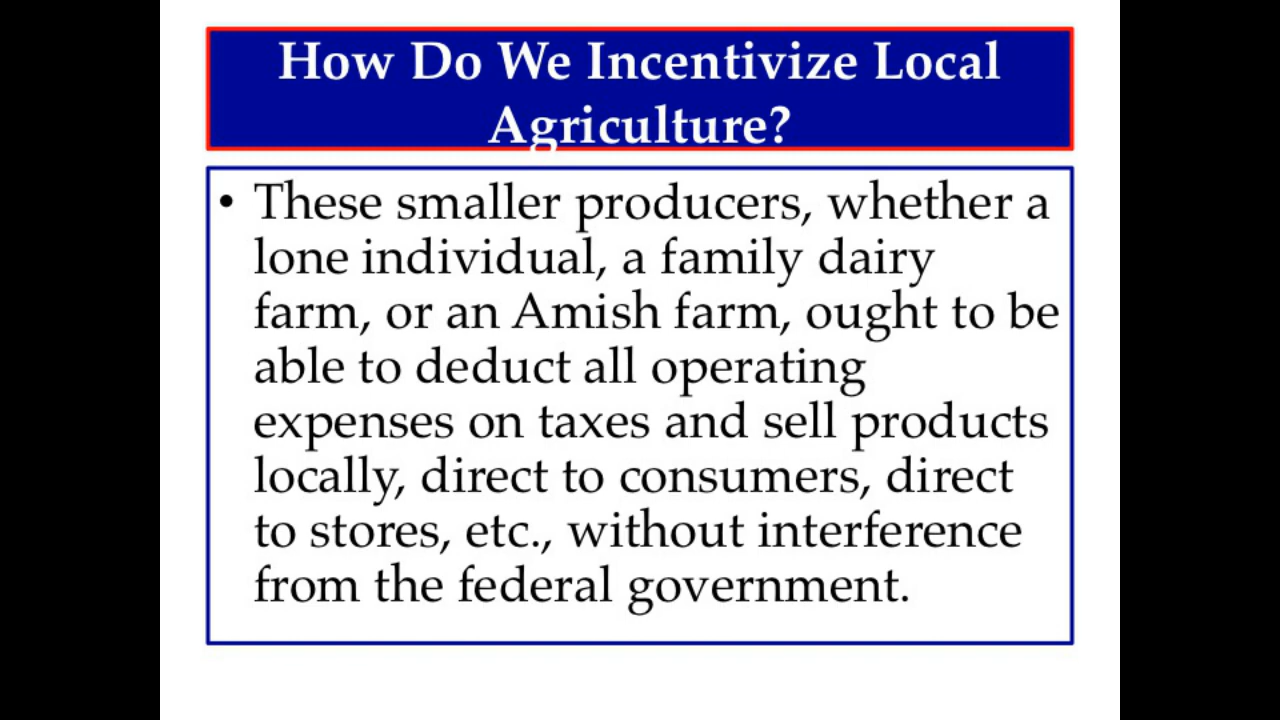 How Do We Incentivize Local
Agriculture?
• These smaller producers, whether a
lone individual, a family dairy
farm, or an Amish farm, ought to be
able to deduct all operating
expenses on taxes and sell products
locally, direct to consumers, direct
to stores, etc., without interference
from the federal government.